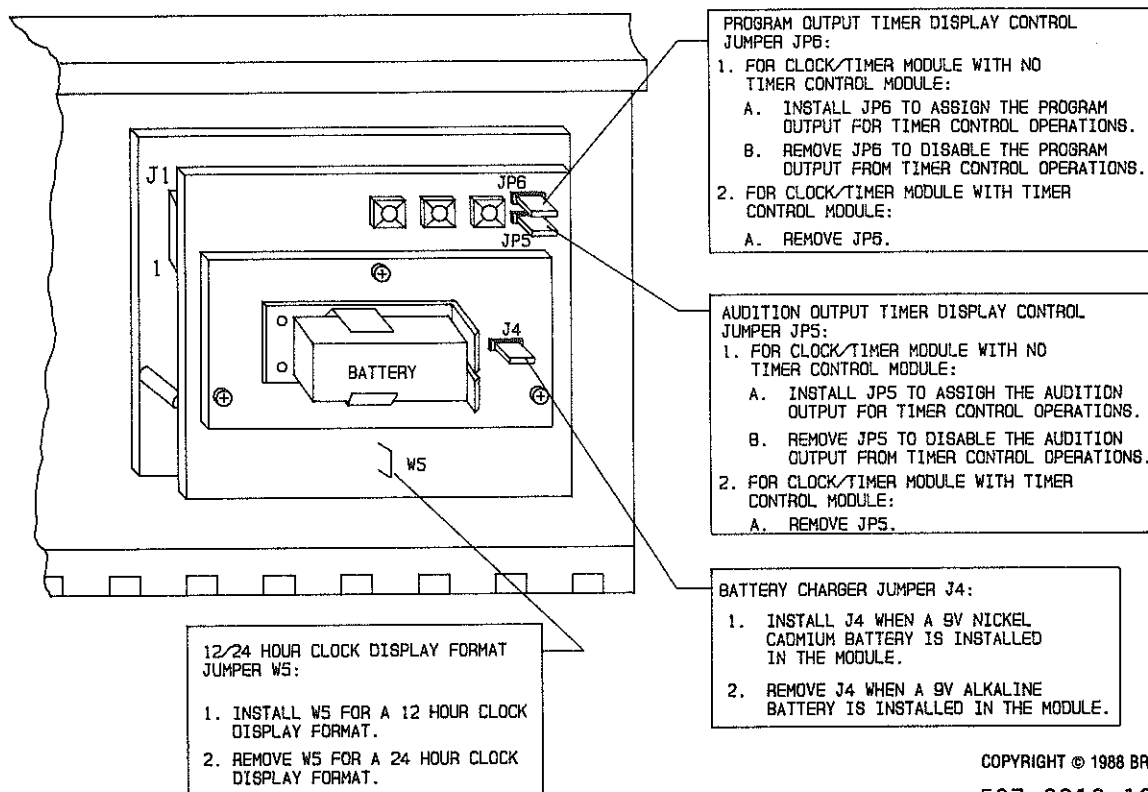 PROGRAM OUTPUT TIMER DISPLAY CONTROL
JUMPER JP6:
1. FOR CLOCK/TIMER MODULE WITH NO
TIMER CONTROL MODULE:
A. INSTALL JP6 TO ASSIGN THE PROGRAM
OUTPUT FOR TIMER CONTROL OPERATIONS.
B. REMOVE JP6 TO DISABLE THE PROGRAM
OUTPUT FROM TIMER CONTROL OPERATIONS.
2. FOR CLOCK/TIMER MODULE WITH TIMER
CONTROL MODULE:
A. REMOVE JP6.
J1
1
JP6
JP5
J4
BATTERY
W5
AUDITION OUTPUT TIMER DISPLAY CONTROL
JUMPER JP5:
1. FOR CLOCK/TIMER MODULE WITH NO
TIMER CONTROL MODULE:
A. INSTALL JP5 TO ASSIGN THE AUDITION
OUTPUT FOR TIMER CONTROL OPERATIONS.
B. REMOVE JP5 TO DISABLE THE AUDITION
OUTPUT FROM TIMER CONTROL OPERATIONS.
2. FOR CLOCK/TIMER MODULE WITH TIMER
CONTROL MODULE:
A. REMOVE JP5.
BATTERY CHARGER JUMPER J4:
1. INSTALL J4 WHEN A 9V NICKEL
CADMIUM BATTERY IS INSTALLED
IN THE MODULE.
2. REMOVE J4 WHEN A 9V ALKALINE
BATTERY IS INSTALLED IN THE MODULE.
12/24 HOUR CLOCK DISPLAY FORMAT
JUMPER W5:
1. INSTALL W5 FOR A 12 HOUR CLOCK
DISPLAY FORMAT.
2. REMOVE W5 FOR A 24 HOUR CLOCK
DISPLAY FORMAT.
COPYRIGHT © 1988 BR